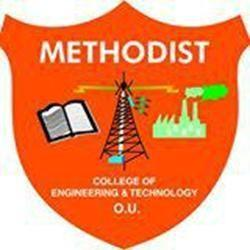 METHODIST
COLLEGE OF
ENGINEERING & TECHNOLOGY
O.U.